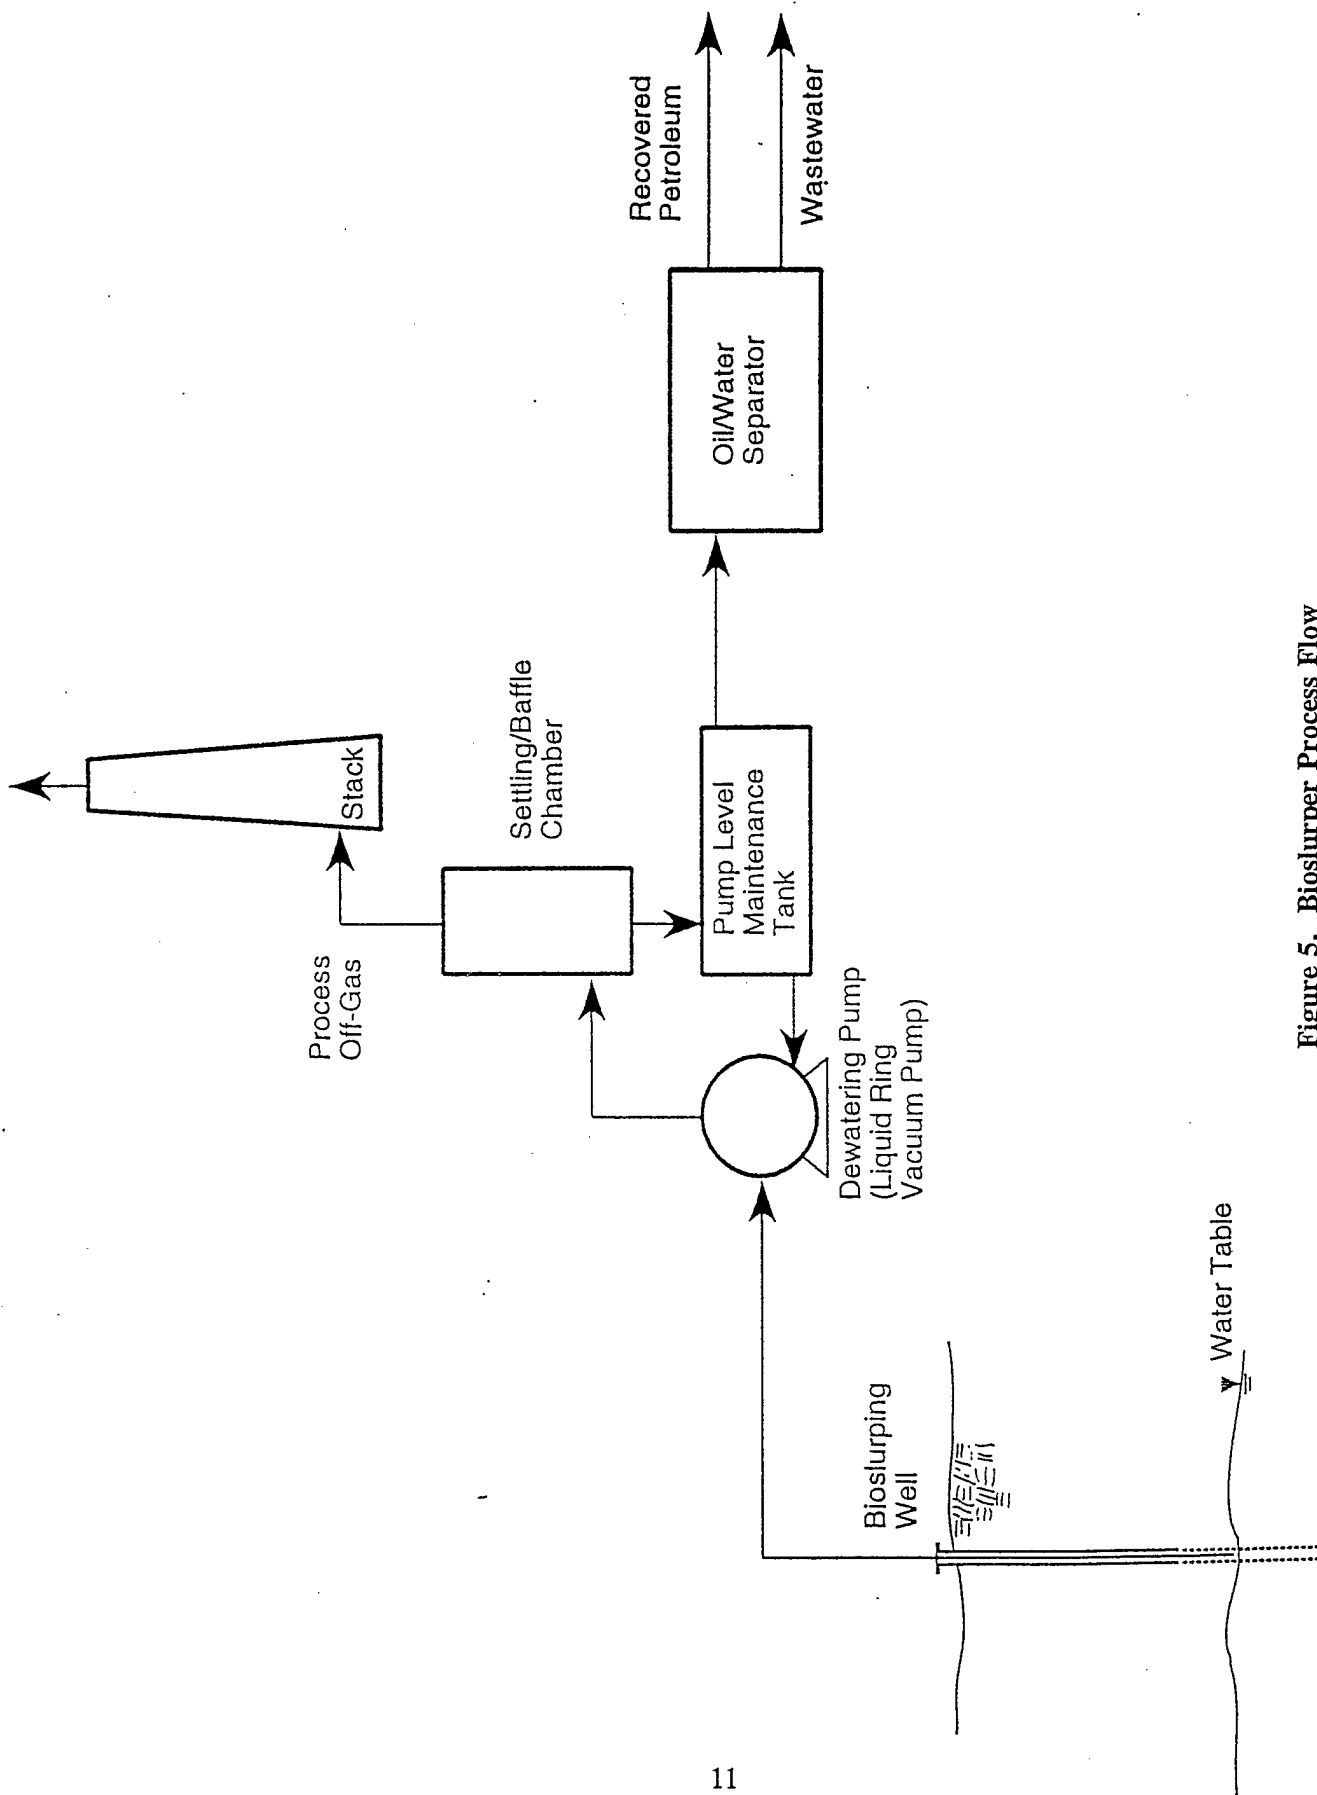 Stack
Process
Off-Gas
Settling/Baffle
Chamber
Pump Level
Maintenance
Tank
Dewatering Pump
(Liquid Ring
Vacuum Pump)
Oil/Water
Separator
Recovered
Petroleum
Wastewater
Bioslurping
Well
Water Table
Figure 5. Bioslurper Process Flow
11